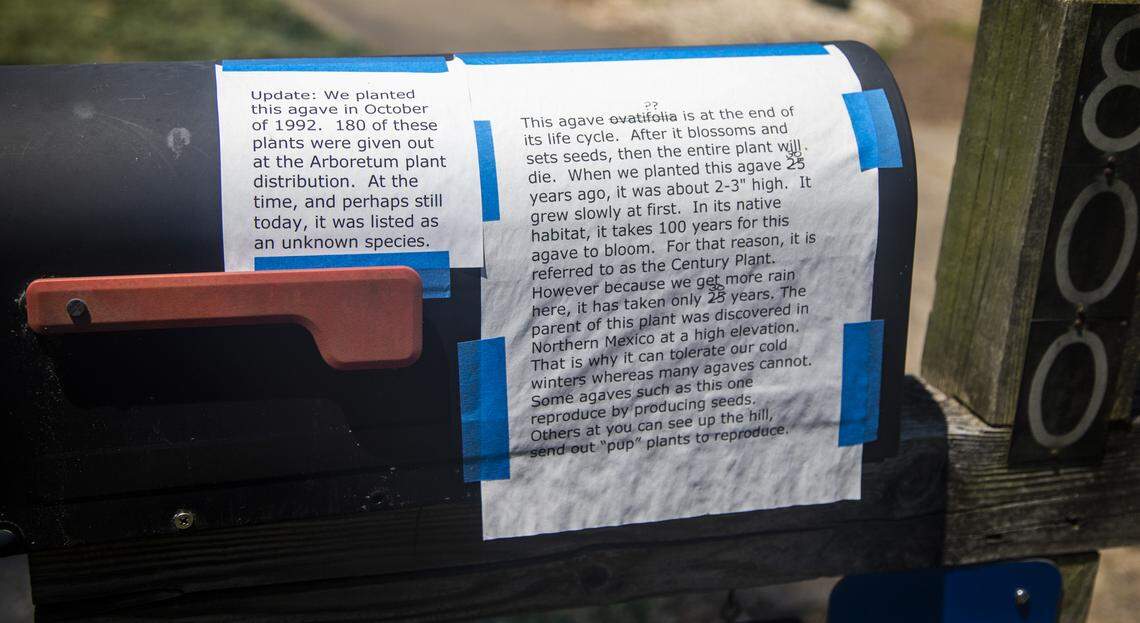 Update: We planted
this agave in October
of 1992. 180 of these
plants were given out
at the Arboretum plant
distribution. At the
time, and perhaps still
today, it was listed as
an unknown species.
??
This agave ovatifolia is at the end of
its life cycle. After it blossoms and
sets seeds, then the entire plant will
30
die. When we planted this agave 25
years ago, it was about 2-3" high. It
grew slowly at first. In its native
habitat, it takes 100 years for this
agave to bloom. For that reason, it is
referred to as the Century Plant.
However because we get more rain
30
here, it has taken only 25 years. The
parent of this plant was discovered in
Northern Mexico at a high elevation.
That is why it can tolerate our cold
winters whereas many agaves cannot.
Some agaves such as this one
reproduce by producing seeds.
Others at you can see up the hill,
send out "pup" plants to reproduce.
8
0
0